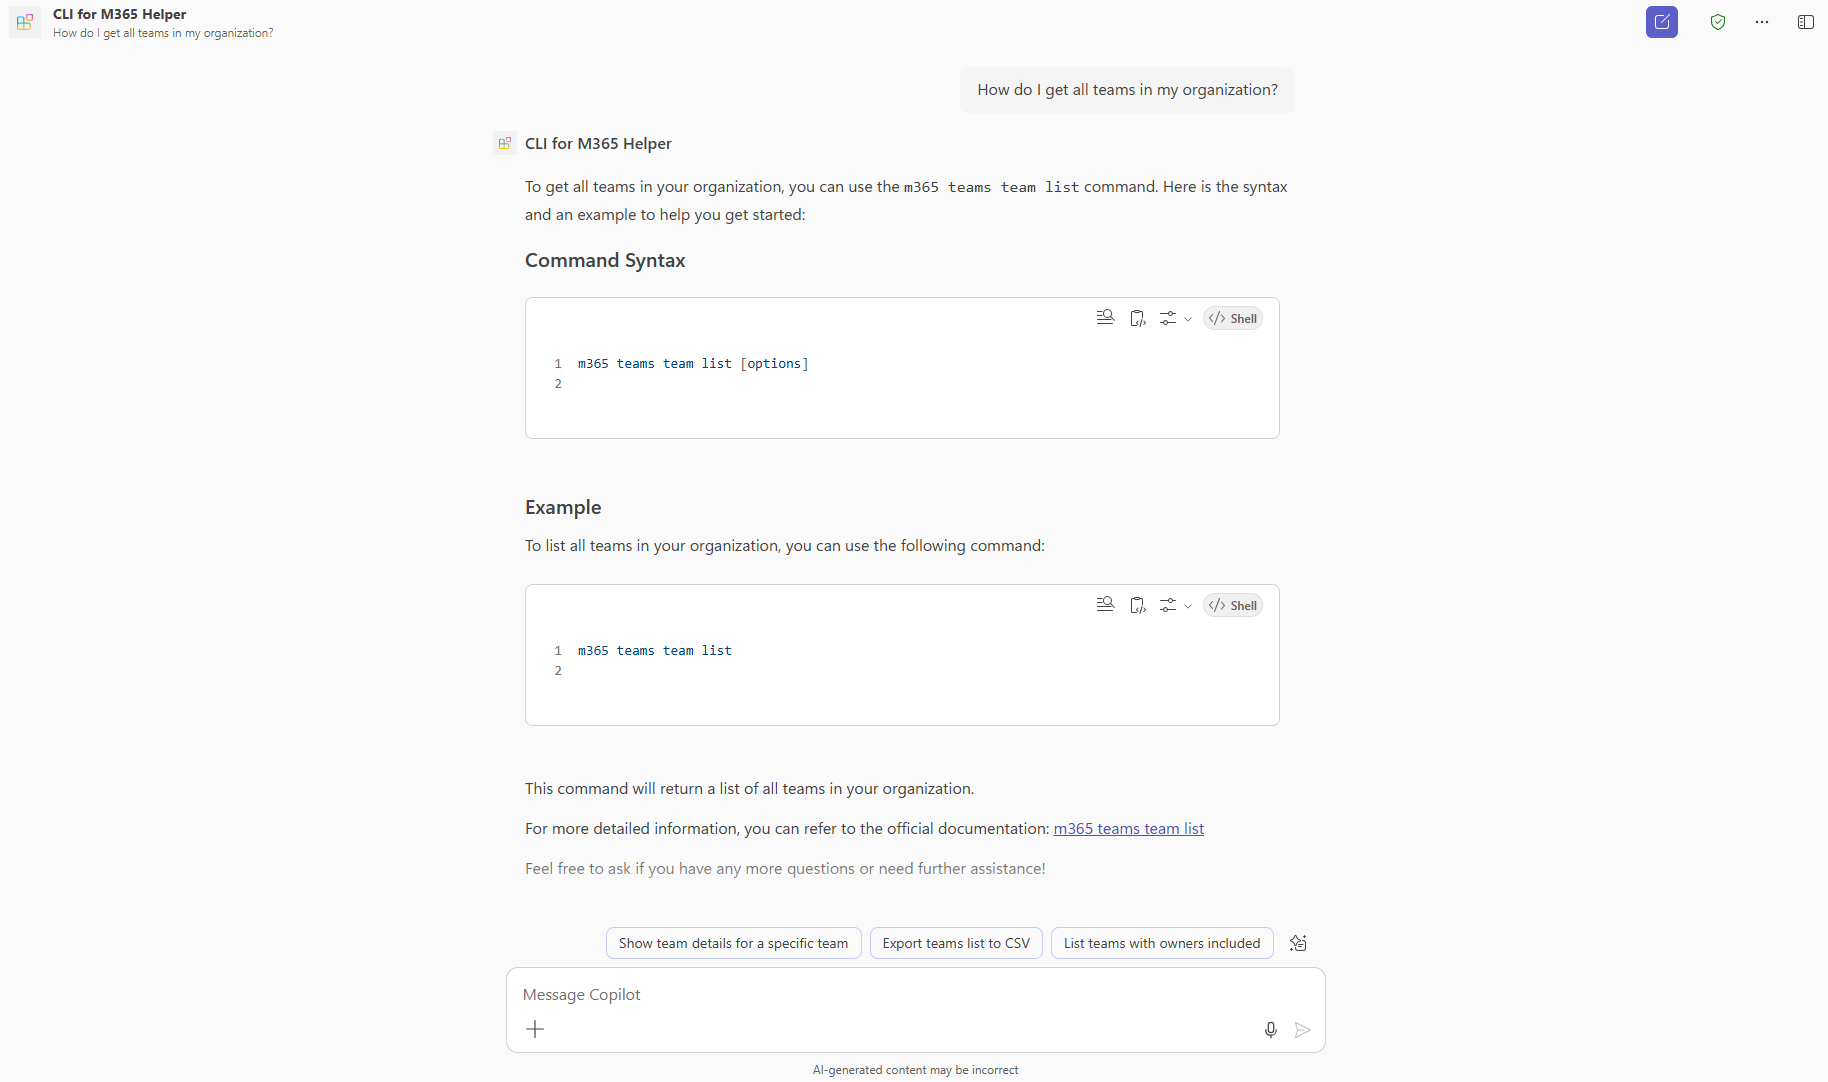 CLI for M365 Helper
How do I get all teams in my organization?
How do I get all teams in my organization?
CLI for M365 Helper
To get all teams in your organization, you can use the m365 teams team list command. Here is the syntax
and an example to help you get started:
Command Syntax
Shell
1 m365 teams team list [options]
2
Example
To list all teams in your organization, you can use the following command:
Shell
1 m365 teams team list
2
This command will return a list of all teams in your organization.
For more detailed information, you can refer to the official documentation: m365 teams team list
Feel free to ask if you have any more questions or need further assistance!
Show team details for a specific team Export teams list to CSV List teams with owners included
Message Copilot
AI-generated content may be incorrect